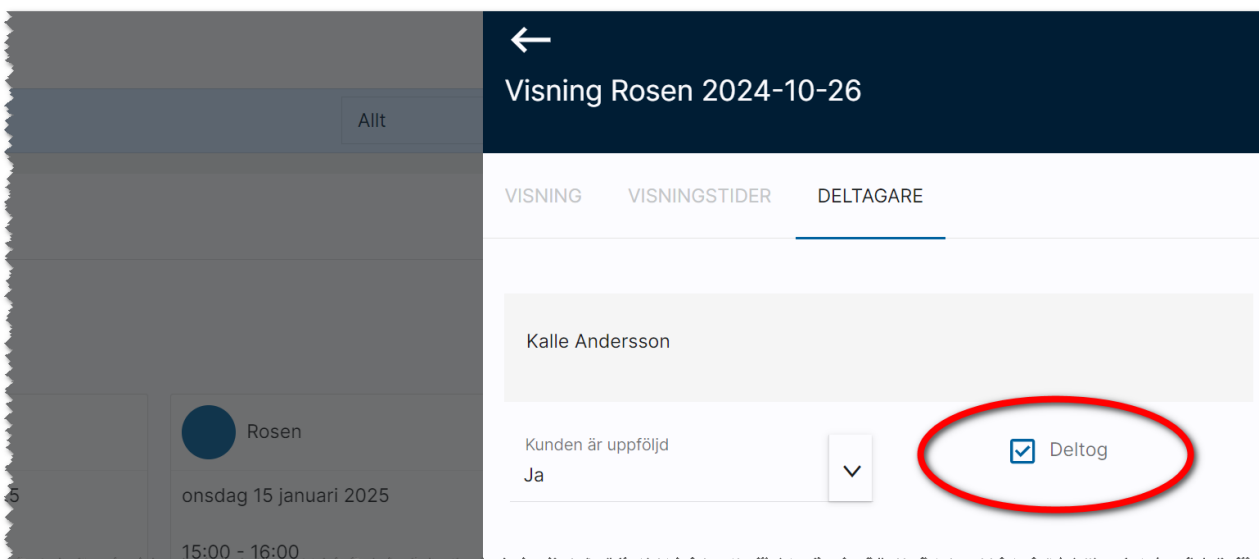 Allt
5
Rosen
onsdag 15 januari 2025
15:00 - 16:00
Visning Rosen 2024-10-26
VISNING VISNINGSTIDER DELTAGARE
Kalle Andersson
Kunden är uppföljd
Ja
Deltog